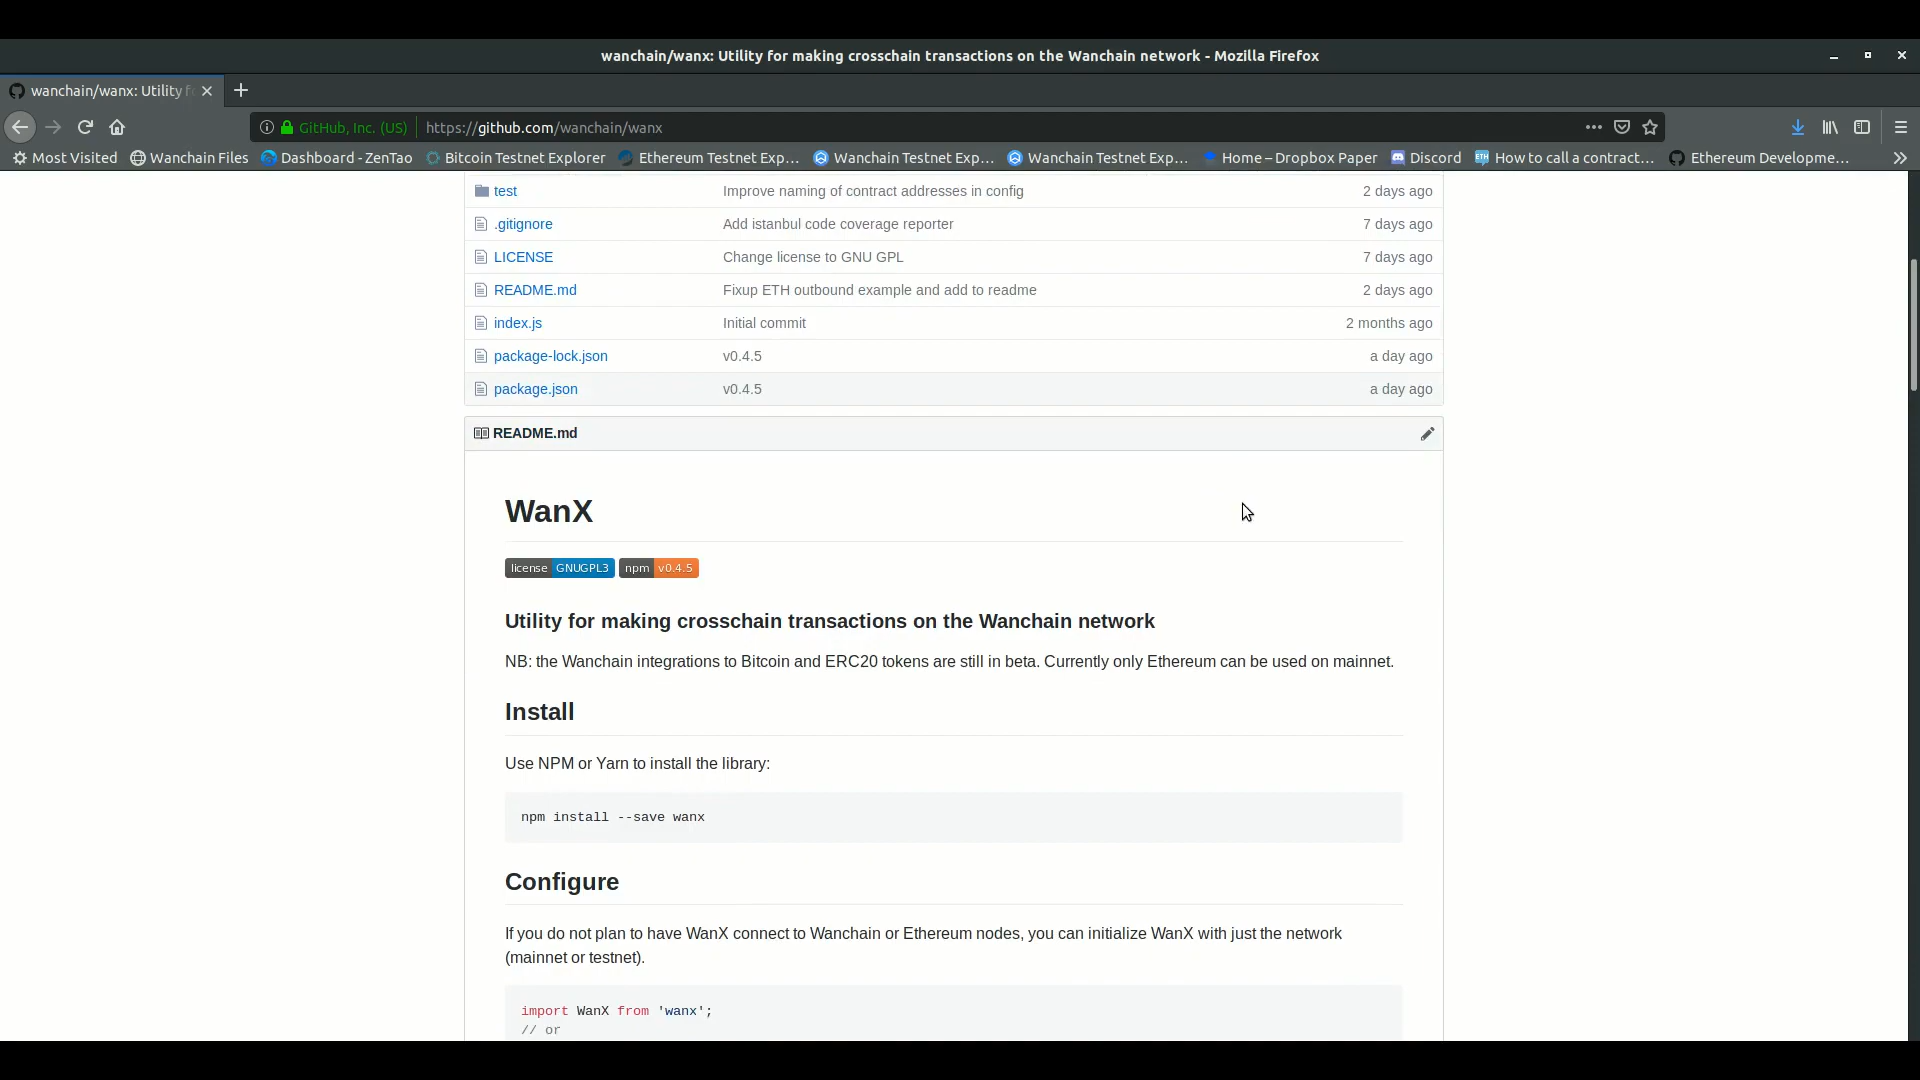 wanchain/wanx: Utility for making crosschain transactions on the Wanchain network - Mozilla Firefox
wanchain/wanx: Utility f
GitHub, Inc. (US) https://github.com/wanchain/wanx
Most Visited Wanchain Files Dashboard - ZenTao Bitcoin Testnet Explorer Ethereum Testnet Exp... Wanchain Testnet Exp... Wanchain Testnet Exp... Home – Dropbox Paper Discord How to call a contract... Ethereum Developme...
test Improve naming of contract addresses in config 2 days ago
.gitignore Add istanbul code coverage reporter 7 days ago
LICENSE Change license to GNU GPL 7 days ago
README.md Fixup ETH outbound example and add to readme 2 days ago
index.js Initial commit 2 months ago
package-lock.json v0.4.5 a day ago
package.json v0.4.5 a day ago
README.md
WanX
license GNUGPL3 npm v0.4.5
Utility for making crosschain transactions on the Wanchain network
NB: the Wanchain integrations to Bitcoin and ERC20 tokens are still in beta. Currently only Ethereum can be used on mainnet.
Install
Use NPM or Yarn to install the library:
npm install --save wanx
Configure
If you do not plan to have WanX connect to Wanchain or Ethereum nodes, you can initialize WanX with just the network
(mainnet or testnet).
import WanX from 'wanx';
// or